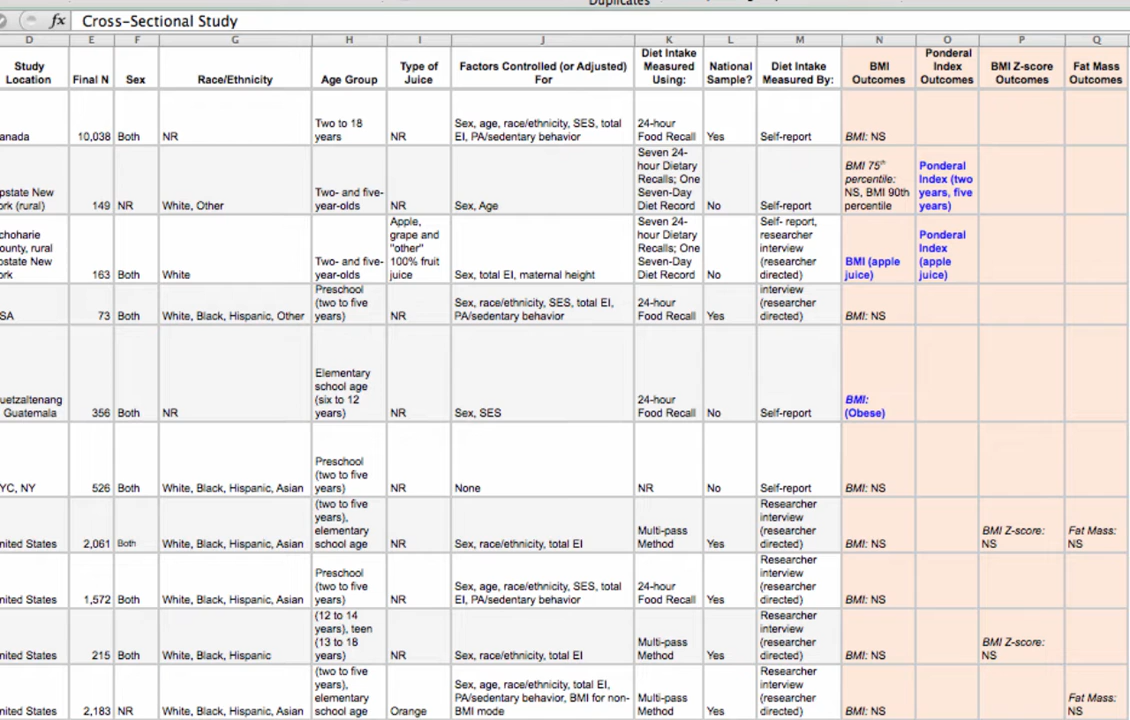 Duplicates
fx Cross-Sectional Study
D E F G H I J K L M N O P Q
Study Location Final N Sex Race/Ethnicity Age Group Type of Juice Factors Controlled (or Adjusted) For Diet Intake Measured Using: National Sample? Diet Intake Measured By: BMI Outcomes Ponderal Index Outcomes BMI Z-score Outcomes Fat Mass Outcomes
anada 10,038 Both NR Two to 18 years NR Sex, age, race/ethnicity, SES, total EI, PA/sedentary behavior 24-hour Food Recall Yes Self-report BMI: NS
pstate New ork (rural) 149 NR White, Other Two- and five-year-olds NR Sex, Age Seven 24-hour Dietary Recalls; One Seven-Day Diet Record No Self-report BMI 75th percentile: NS, BMI 90th percentile Ponderal Index (two years, five years)
choharie ounty, rural pstate New ork 163 Both White Two- and five-year-olds Apple, grape and "other" 100% fruit juice Sex, total EI, maternal height Seven 24-hour Dietary Recalls; One Seven-Day Diet Record No Self- report, researcher interview (researcher directed) BMI (apple juice) Ponderal Index (apple juice)
SA 73 Both White, Black, Hispanic, Other Preschool (two to five years) NR Sex, race/ethnicity, SES, total EI, PA/sedentary behavior 24-hour Food Recall Yes interview (researcher directed) BMI: NS
uetzaltenang Guatemala 356 Both NR Elementary school age (six to 12 years) NR Sex, SES 24-hour Food Recall No Self-report BMI: (Obese)
YC, NY 526 Both White, Black, Hispanic, Asian Preschool (two to five years) NR None NR No Self-report BMI: NS
nited States 2,061 Both White, Black, Hispanic, Asian (two to five years), elementary school age NR Sex, race/ethnicity, total EI Multi-pass Method Yes Researcher interview (researcher directed) BMI: NS BMI Z-score: NS Fat Mass: NS
nited States 1,572 Both White, Black, Hispanic, Asian Preschool (two to five years) NR Sex, age, race/ethnicity, SES, total EI, PA/sedentary behavior 24-hour Food Recall Yes Researcher interview (researcher directed) BMI: NS
nited States 215 Both White, Black, Hispanic (12 to 14 years), teen (13 to 18 years) NR Sex, race/ethnicity, total EI Multi-pass Method Yes Researcher interview (researcher directed) BMI: NS BMI Z-score: NS
nited States 2,183 NR White, Black, Hispanic, Asian (two to five years), elementary school age Orange Sex, age, race/ethnicity, total EI, PA/sedentary behavior, BMI for non-BMI mode Multi-pass Method Yes Researcher interview (researcher directed) BMI: NS Fat Mass: NS